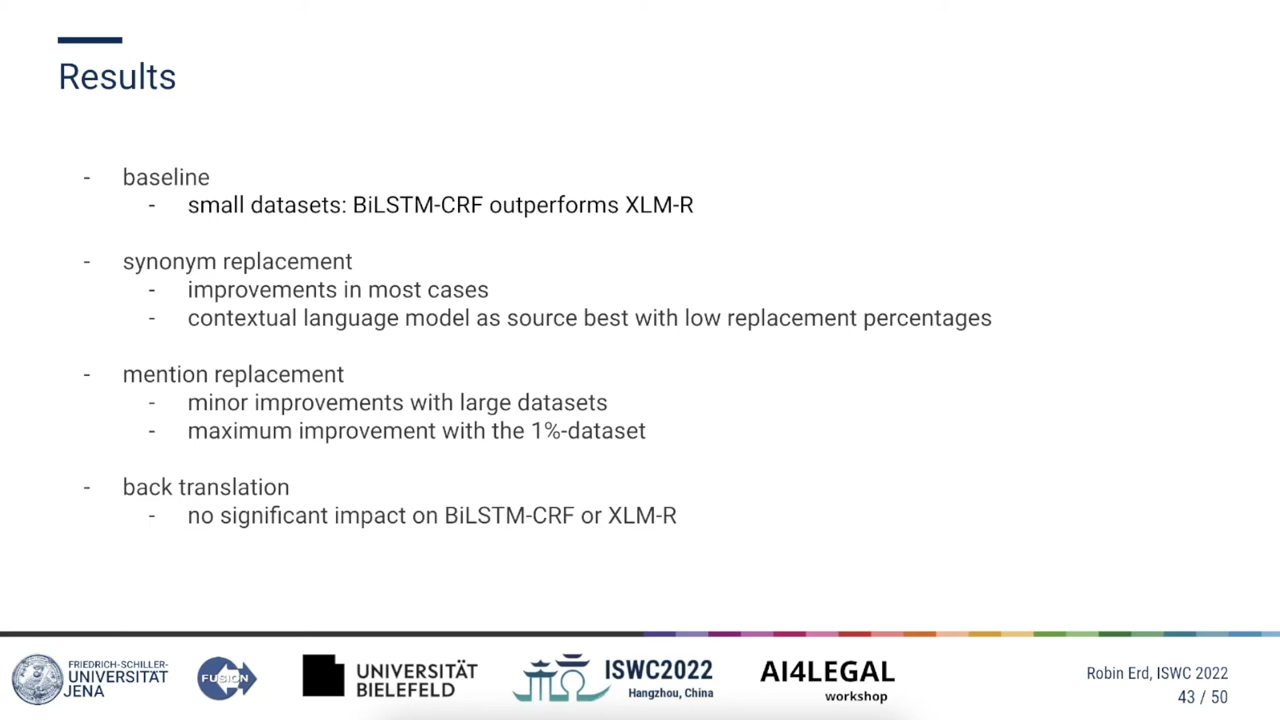 Results
- baseline
- small datasets: BiLSTM-CRF outperforms XLM-R
- synonym replacement
- improvements in most cases
- contextual language model as source best with low replacement percentages
- mention replacement
- minor improvements with large datasets
- maximum improvement with the 1%-dataset
- back translation
- no significant impact on BiLSTM-CRF or XLM-R
FRIEDRICH-SCHILLER-
UNIVERSITÄT
JENA
FUSION
UNIVERSITÄT
BIELEFELD
ISWC2022
Hangzhou, China
AI4LEGAL
workshop
Robin Erd, ISWC 2022
43 / 50